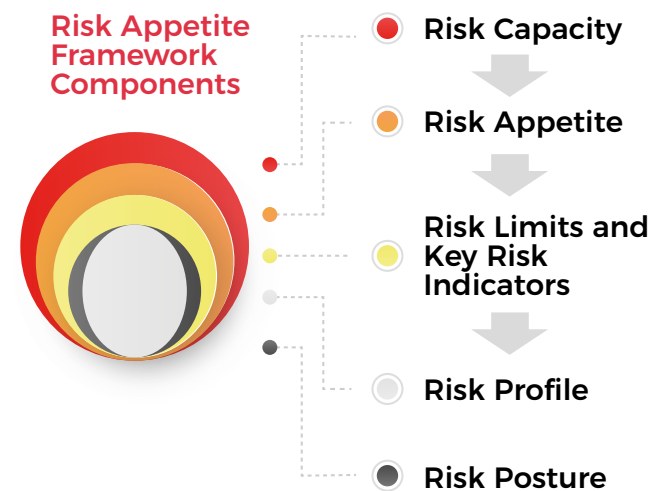 Risk Appetite
Framework
Components
Risk Capacity
Risk Appetite
Risk Limits and
Key Risk
Indicators
Risk Profile
Risk Posture